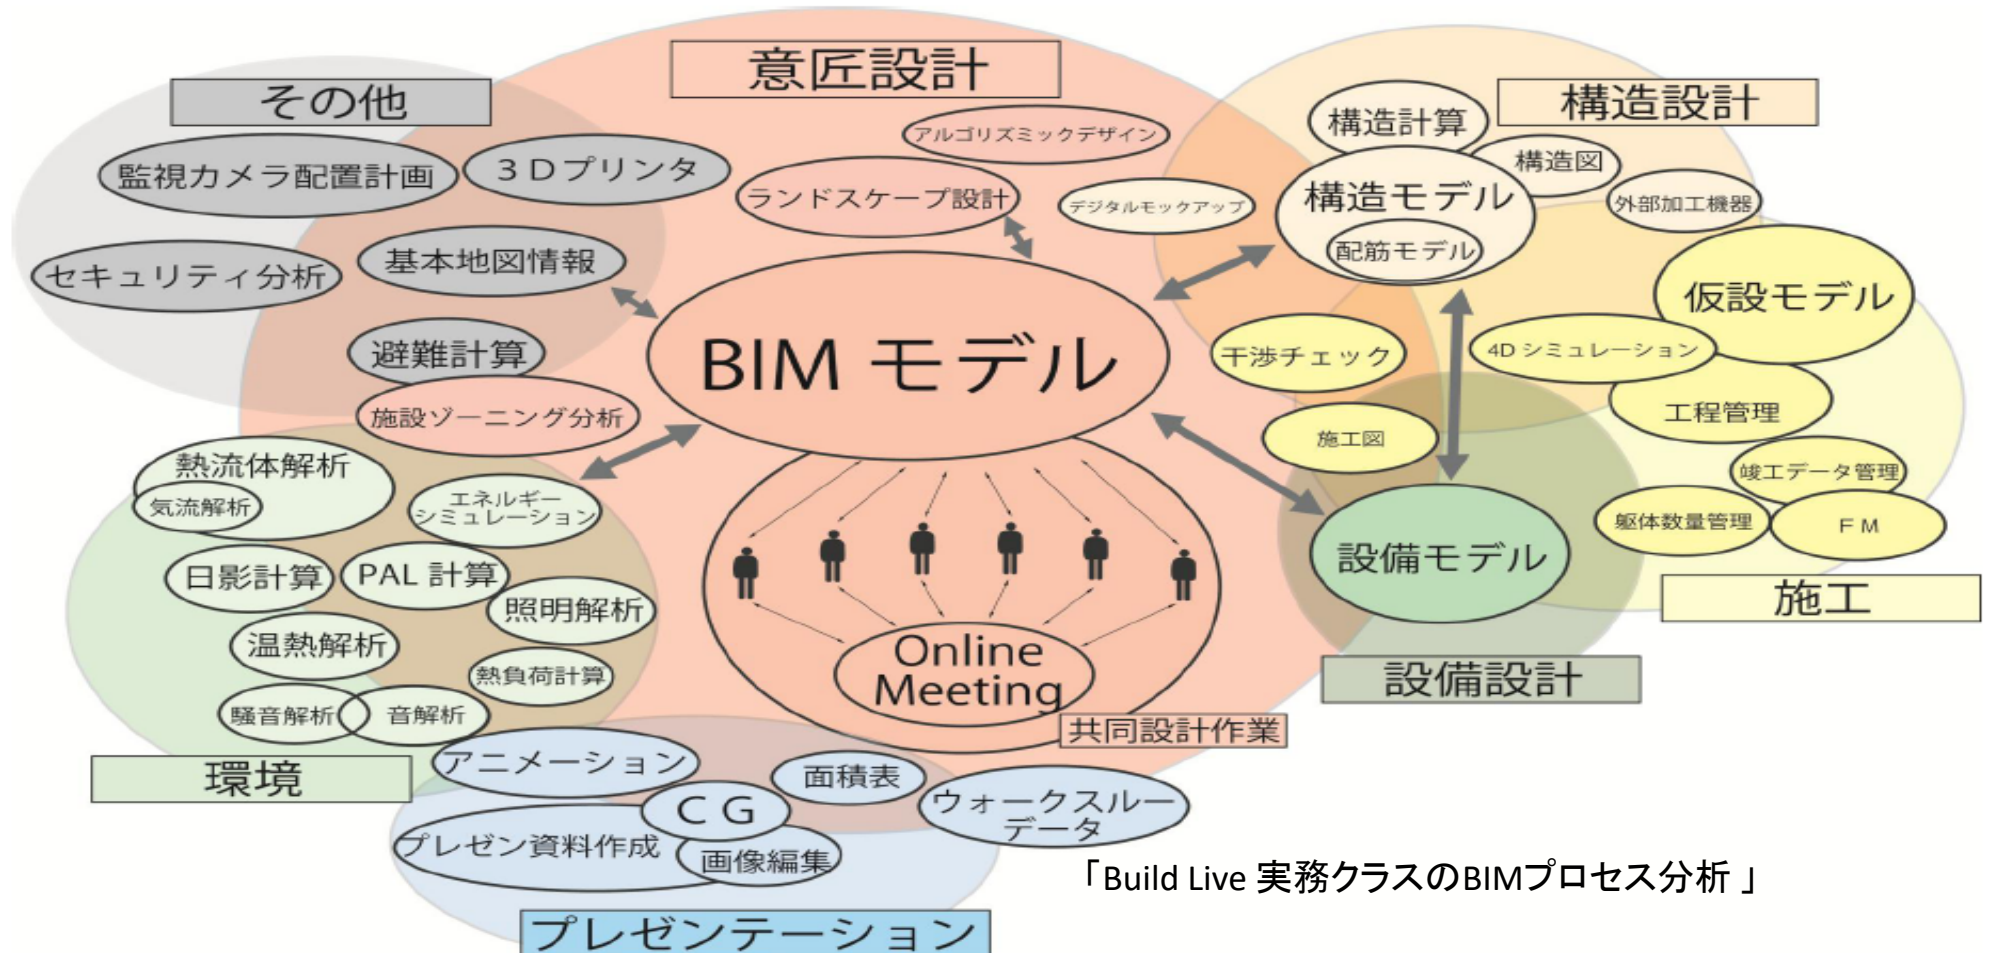 意匠設計
その他
構造設計
アルゴリズミックデザイン
構造計算
監視カメラ配置計画
3Dプリンタ
構造図
ランドスケープ設計
デジタルモックアップ
構造モデル
外部加工機器
配筋モデル
セキュリティ分析
基本地図情報
仮設モデル
避難計算
BIM モデル
干渉チェック
4D シミュレーション
施設ゾーニング分析
施工図
工程管理
熱流体解析
気流解析
エネルギー
シミュレーション
竣工データ管理
躯体数量管理
FM
日影計算
PAL 計算
照明解析
設備モデル
施工
温熱解析
熱負荷計算
Online
Meeting
設備設計
騒音解析
音解析
共同設計作業
環境
アニメーション
面積表
CG
ウォークスルー
データ
プレゼン資料作成
画像編集
「Build Live 実務クラスのBIMプロセス分析 」
プレゼンテーション